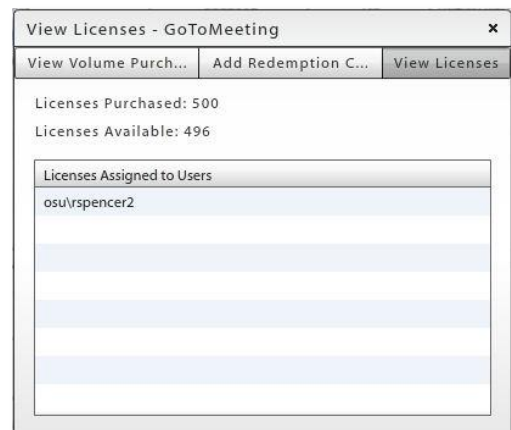 View Licenses - GoToMeeting ×
View Volume Purch... Add Redemption C... View Licenses
Licenses Purchased: 500
Licenses Available: 496
Licenses Assigned to Users
osu\rspencer2